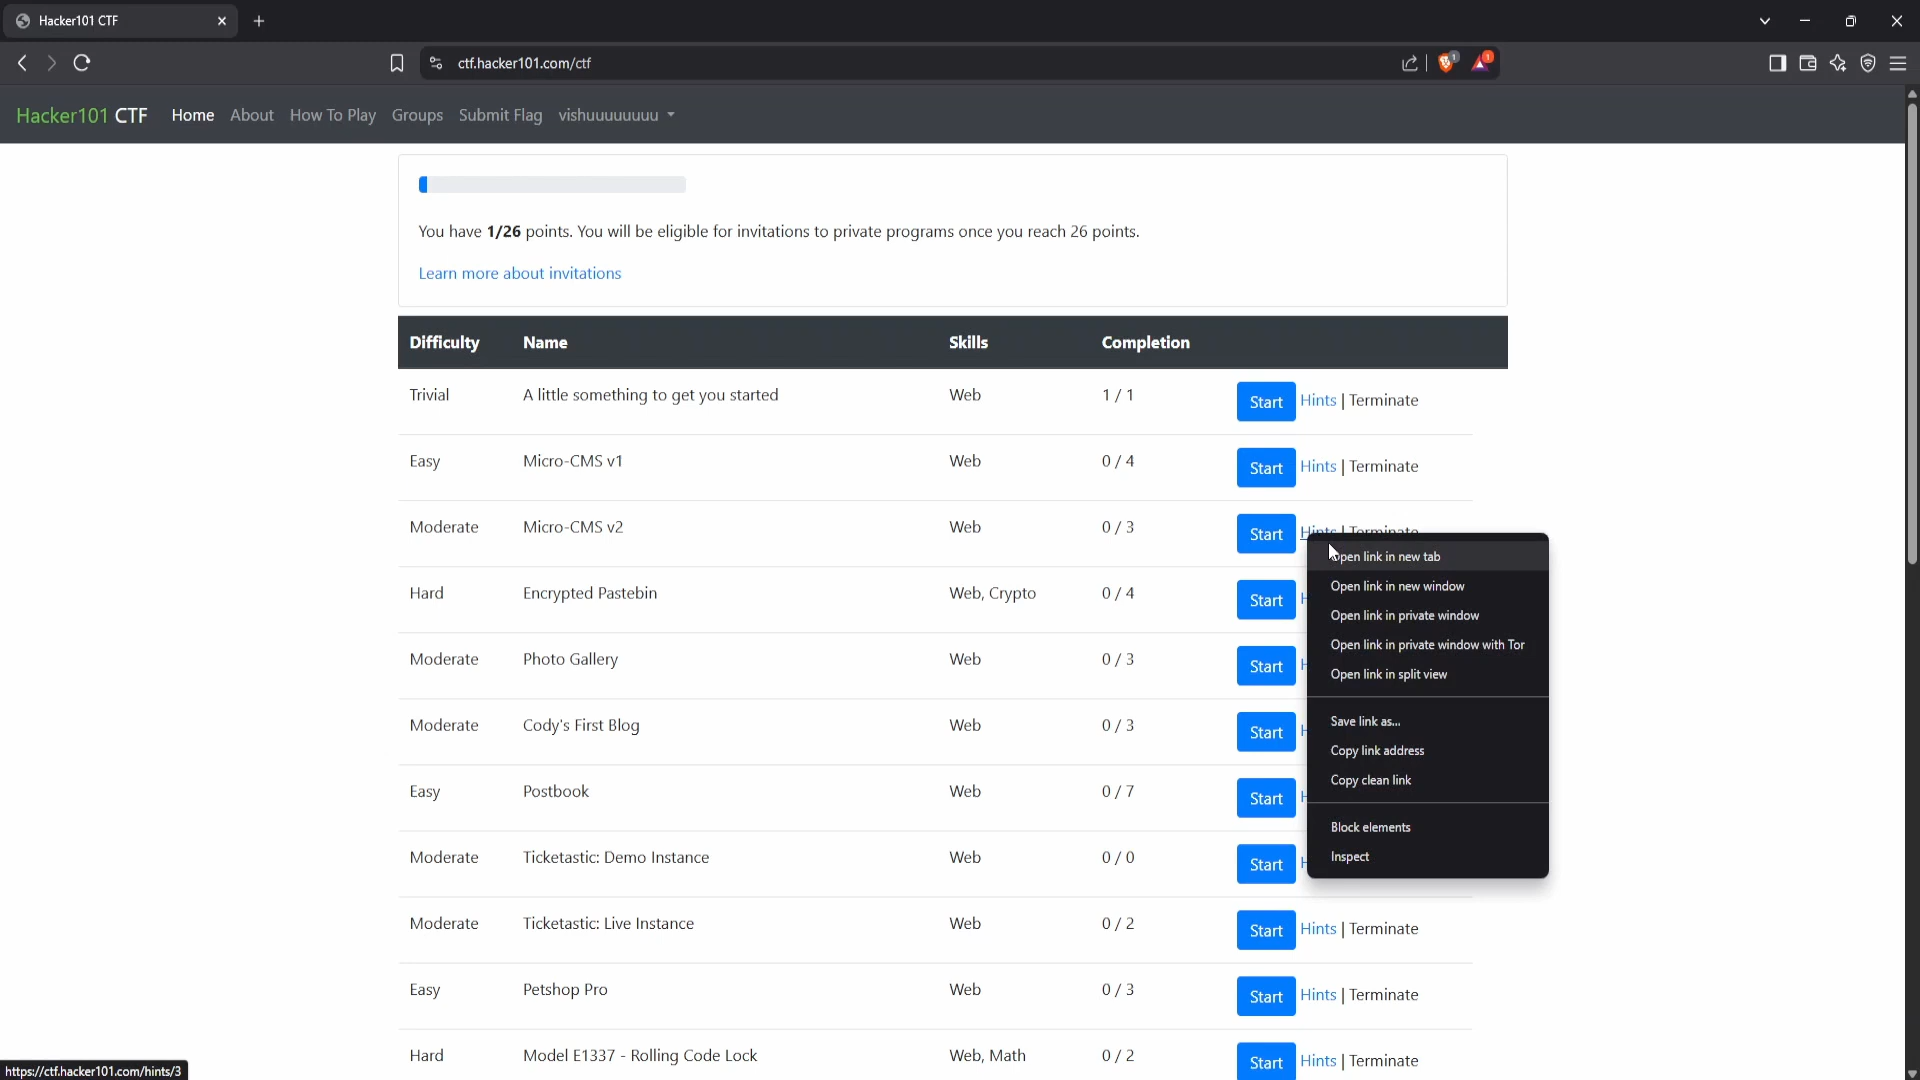 Hacker101 CTF
ctf.hacker101.com/ctf
1
1
Hacker101 CTF Home About How To Play Groups Submit Flag vishuuuuuuuu
You have 1/26 points. You will be eligible for invitations to private programs once you reach 26 points.
Learn more about invitations
Difficulty Name Skills Completion
Trivial A little something to get you started Web 1 / 1 Start Hints | Terminate
Easy Micro-CMS v1 Web 0 / 4 Start Hints | Terminate
Moderate Micro-CMS v2 Web 0 / 3 Start Hints | Terminate
Hard Encrypted Pastebin Web, Crypto 0 / 4 Start
Moderate Photo Gallery Web 0 / 3 Start
Moderate Cody's First Blog Web 0 / 3 Start
Easy Postbook Web 0 / 7 Start
Moderate Ticketastic: Demo Instance Web 0 / 0 Start
Moderate Ticketastic: Live Instance Web 0 / 2 Start Hints | Terminate
Easy Petshop Pro Web 0 / 3 Start Hints | Terminate
Hard Model E1337 - Rolling Code Lock Web, Math 0 / 2 Start Hints | Terminate
Open link in new tab
Open link in new window
Open link in private window
Open link in private window with Tor
Open link in split view
Save link as...
Copy link address
Copy clean link
Block elements
Inspect
https://ctf.hacker101.com/hints/3